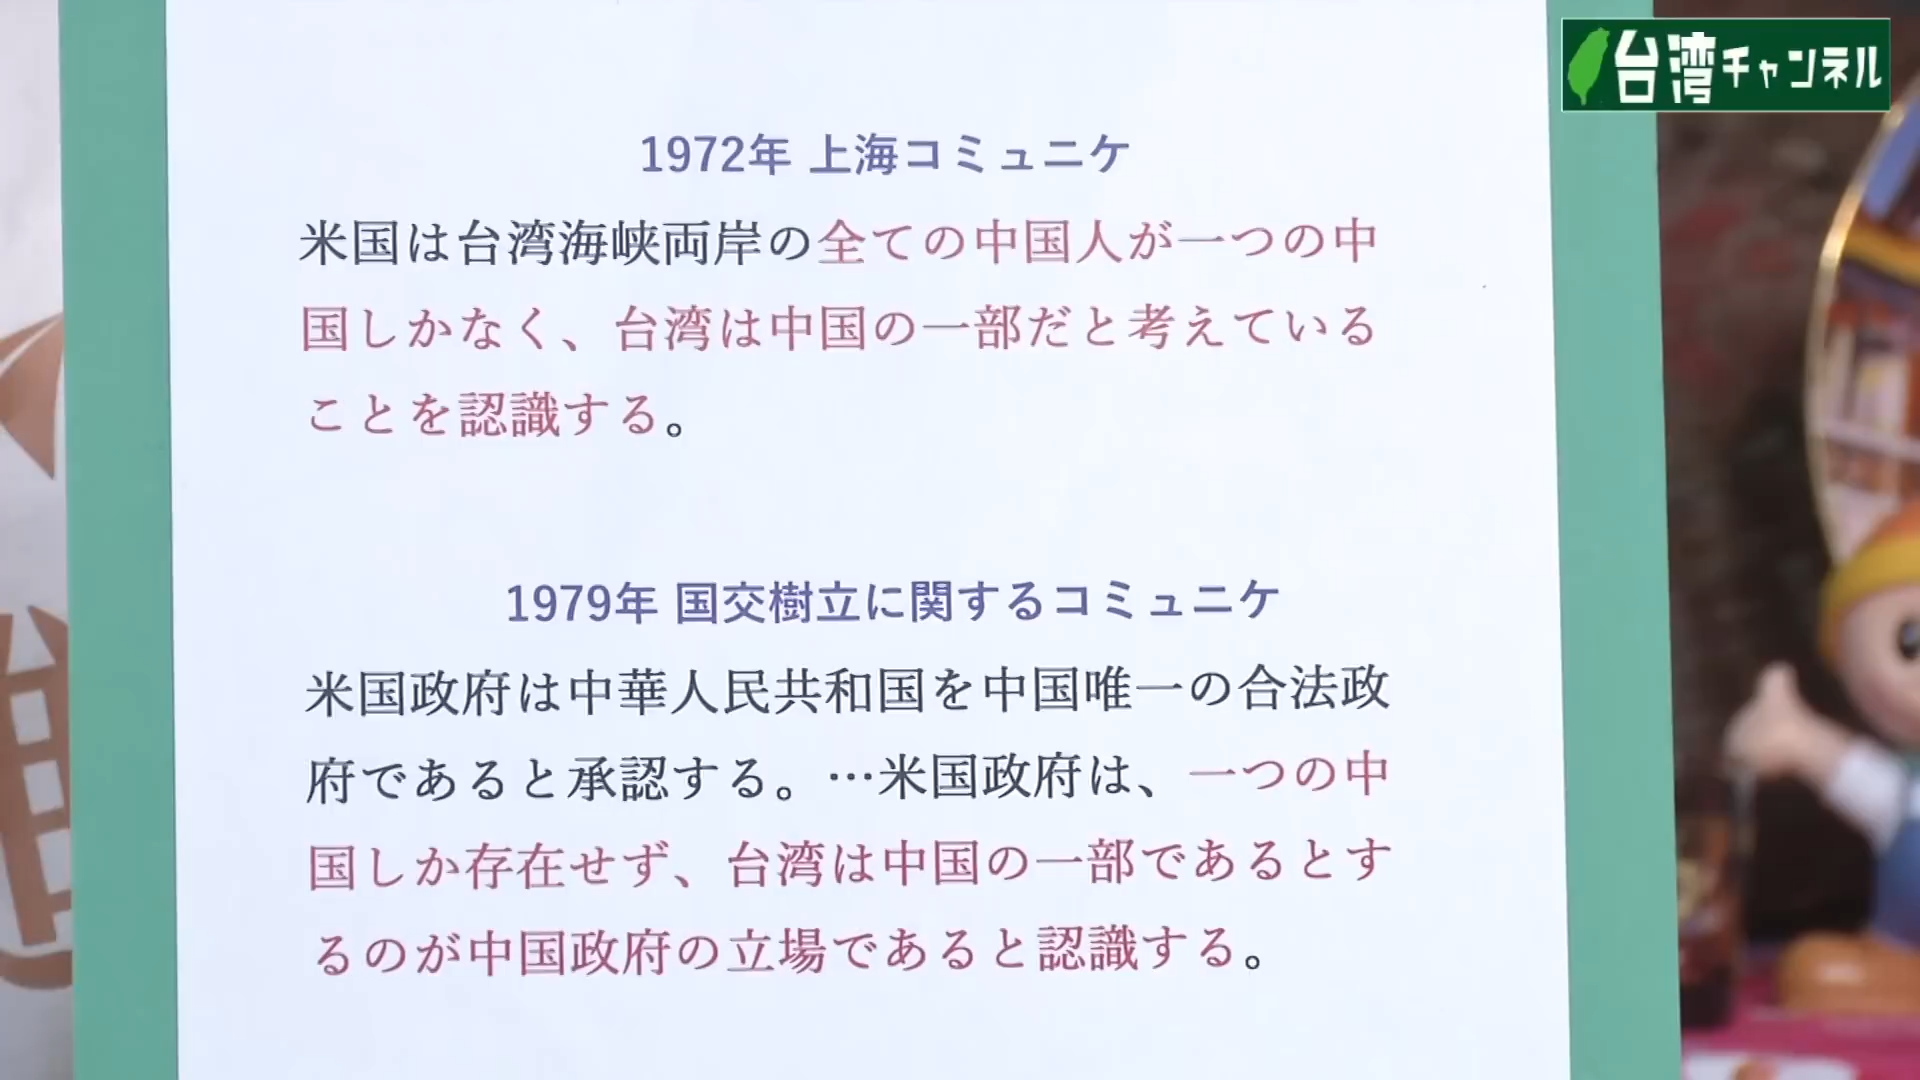 台湾チャンネル
1972年 上海コミュニケ
米国は台湾海峡両岸の全ての中国人が一つの中
国しかなく、台湾は中国の一部だと考えている
ことを認識する。
1979年 国交樹立に関するコミュニケ
米国政府は中華人民共和国を中国唯一の合法政
府であると承認する。…米国政府は、一つの中
国しか存在せず、台湾は中国の一部であるとす
るのが中国政府の立場であると認識する。